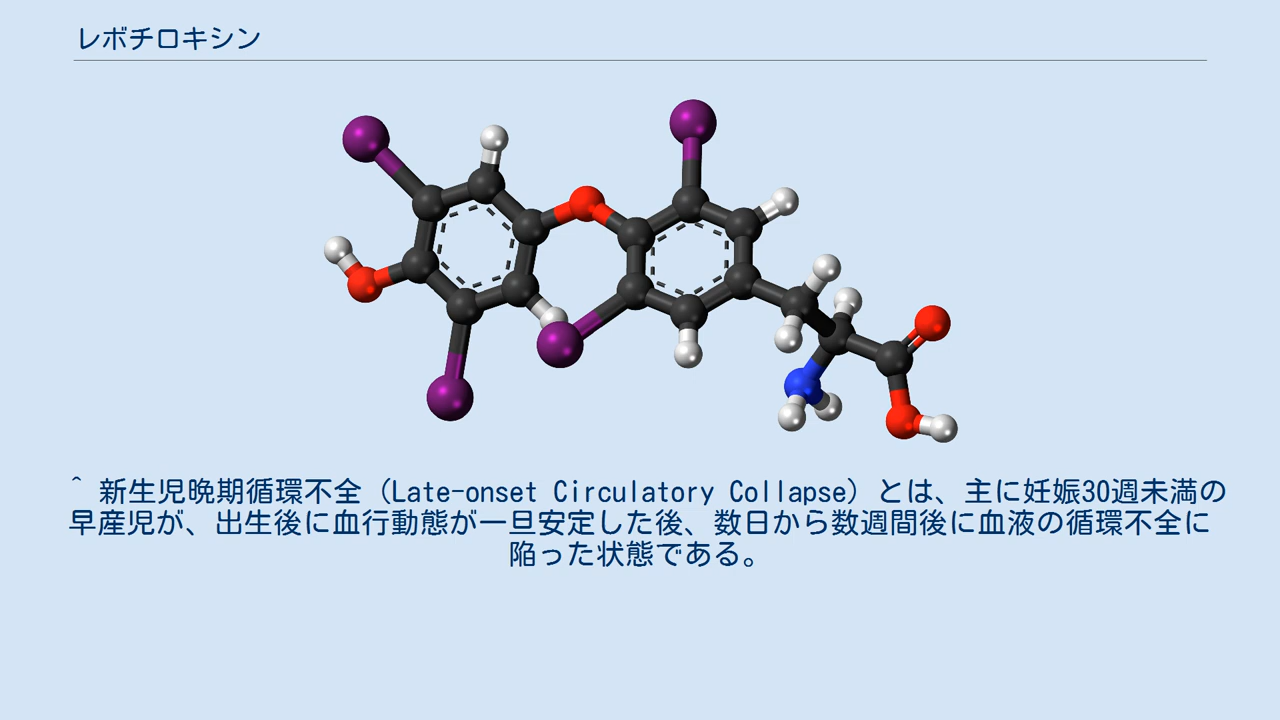 レボチロキシン
^ 新生児晩期循環不全（Late-onset Circulatory Collapse）とは、主に妊娠30週未満の
早産児が、出生後に血行動態が一旦安定した後、数日から数週間後に血液の循環不全に
陥った状態である。